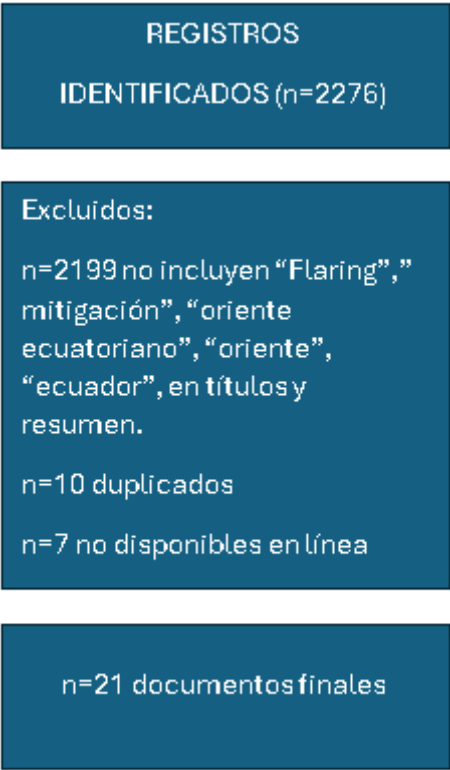 REGISTROS
IDENTIFICADOS (n=2276)
Excluidos:
n=2199 no incluyen “Flaring”,”
mitigación”, “oriente
ecuatoriano”, “oriente”,
“ecuador”, en títulos y
resumen.
n=10 duplicados
n=7 no disponibles en línea
n=21 documentos finales